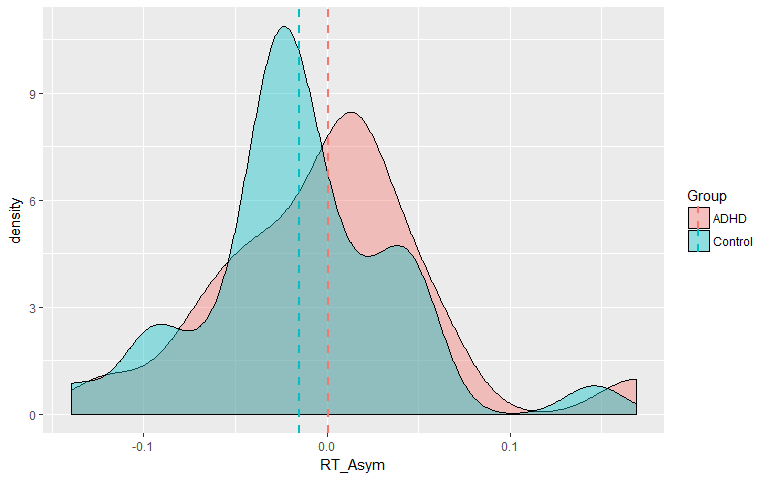 density
9
6
3
0
-0.1
0.0
0.1
RT_Asym
Group
ADHD
Control